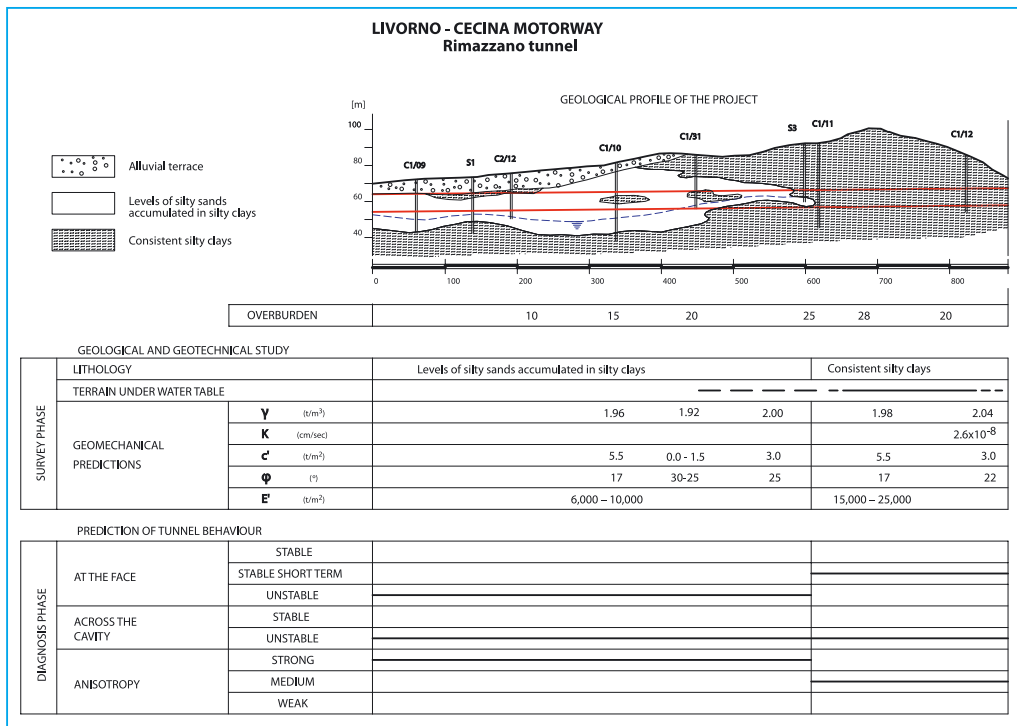 LIVORNO - CECINA MOTORWAY
Rimazzano tunnel
GEOLOGICAL PROFILE OF THE PROJECT
[m]
100
80
60
40
C1/09
S1
C2/12
C1/10
C1/31
S3
C1/11
C1/12
Alluvial terrace
Levels of silty sands
accumulated in silty clays
Consistent silty clays
0 100 200 300 400 500 600 700 800
OVERBURDEN 10 15 20 25 28 20
GEOLOGICAL AND GEOTECHNICAL STUDY
SURVEY PHASE
LITHOLOGY Levels of silty sands accumulated in silty clays Consistent silty clays
TERRAIN UNDER WATER TABLE
GEOMECHANICAL
PREDICTIONS
γ (t/m³) 1.96 1.92 2.00 1.98 2.04
K (cm/sec) 2.6x10⁻⁸
c' (t/m²) 5.5 0.0 - 1.5 3.0 5.5 3.0
φ (°) 17 30-25 25 17 22
E' (t/m²) 6,000 – 10,000 15,000 – 25,000
PREDICTION OF TUNNEL BEHAVIOUR
DIAGNOSIS PHASE
AT THE FACE
STABLE
STABLE SHORT TERM
UNSTABLE
ACROSS THE
CAVITY
STABLE
UNSTABLE
ANISOTROPY
STRONG
MEDIUM
WEAK